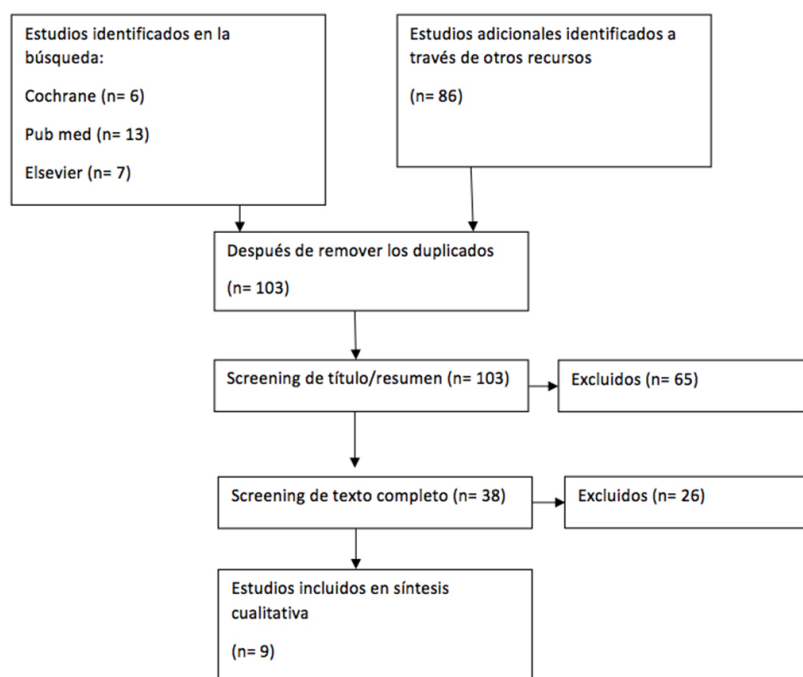 Estudios identificados en la
búsqueda:
Cochrane (n= 6)
Pub med (n= 13)
Elsevier (n= 7)
Estudios adicionales identificados a
través de otros recursos
(n= 86)
Después de remover los duplicados
(n= 103)
Screening de título/resumen (n= 103)
Excluidos (n= 65)
Screening de texto completo (n= 38)
Excluidos (n= 26)
Estudios incluidos en síntesis
cualitativa
(n= 9)